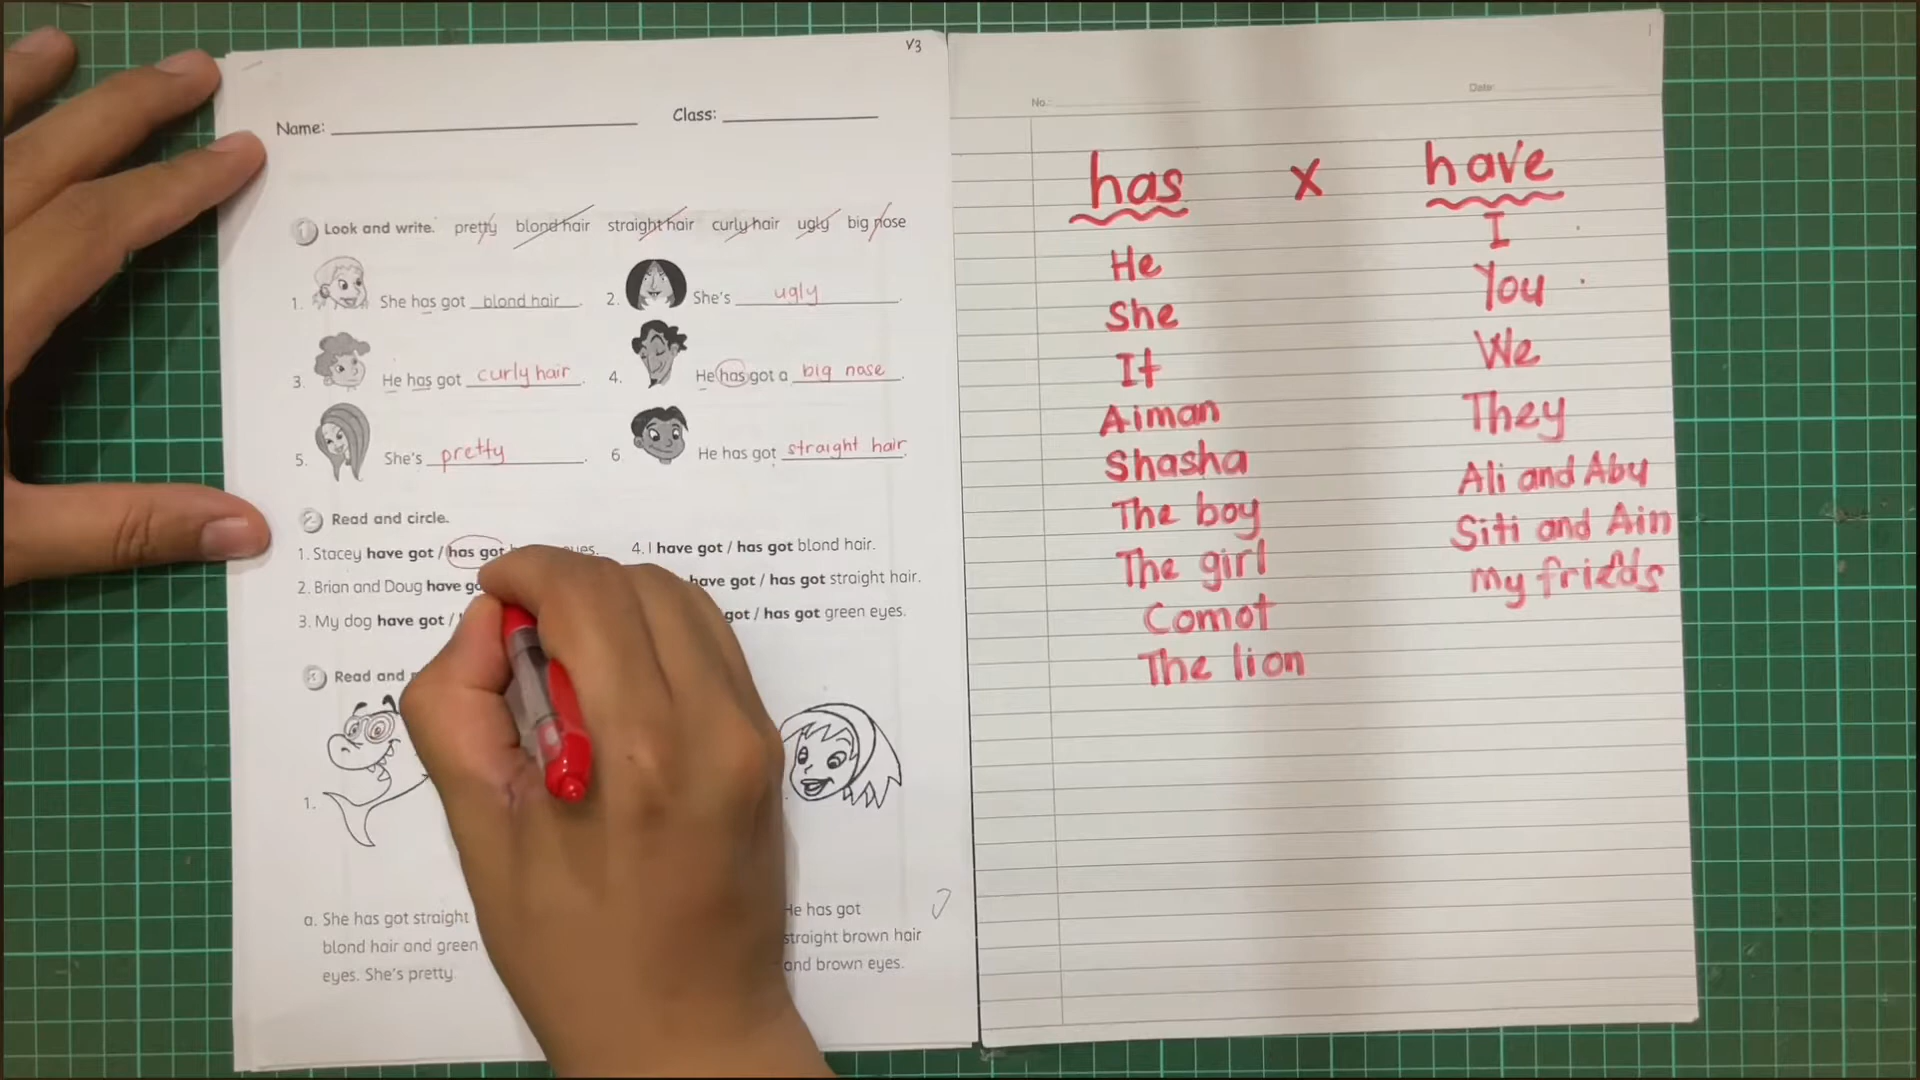 V3
Name: Class:
1 Look and write. pretty blond hair straight hair curly hair ugly big nose
1. She has got blond hair.
2. She's ugly.
3. He has got curly hair.
4. He has got a big nose.
5. She's pretty.
6 He has got straight hair.
2 Read and circle.
1. Stacey have got / has got eyes.
2. Brian and Doug have
3. My dog have got /
4. I have got / has got blond hair.
have got / has got straight hair.
got / has got green eyes.
3 Read and
1.
a. She has got straight
blond hair and green
eyes. She's pretty
He has got
straight brown hair
and brown eyes.
No.: Date:
has x have
He
She
It
Aiman
Shasha
The boy
The girl
Comot
The lion
I
You
We
They
Ali and Abu
Siti and Ain
My friends